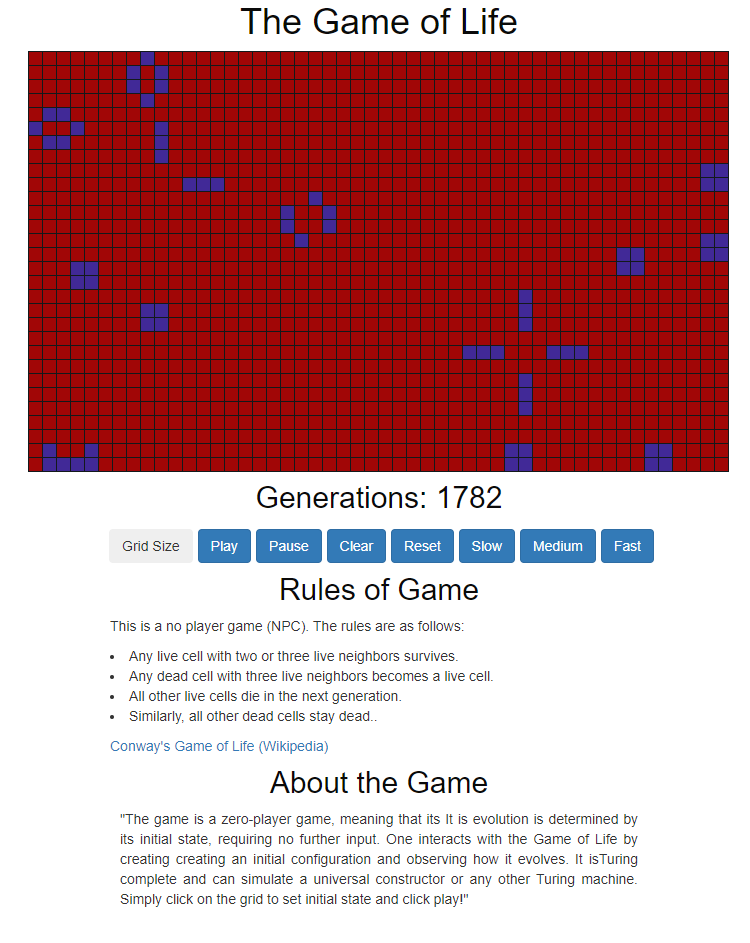 The Game of Life
Generations: 1782
Grid Size Play Pause Clear Reset Slow Medium Fast
Rules of Game
This is a no player game (NPC). The rules are as follows:
• Any live cell with two or three live neighbors survives.
• Any dead cell with three live neighbors becomes a live cell.
• All other live cells die in the next generation.
• Similarly, all other dead cells stay dead..
Conway's Game of Life (Wikipedia)
About the Game
"The game is a zero-player game, meaning that its It is evolution is determined by
its initial state, requiring no further input. One interacts with the Game of Life by
creating creating an initial configuration and observing how it evolves. It isTuring
complete and can simulate a universal constructor or any other Turing machine.
Simply click on the grid to set initial state and click play!"